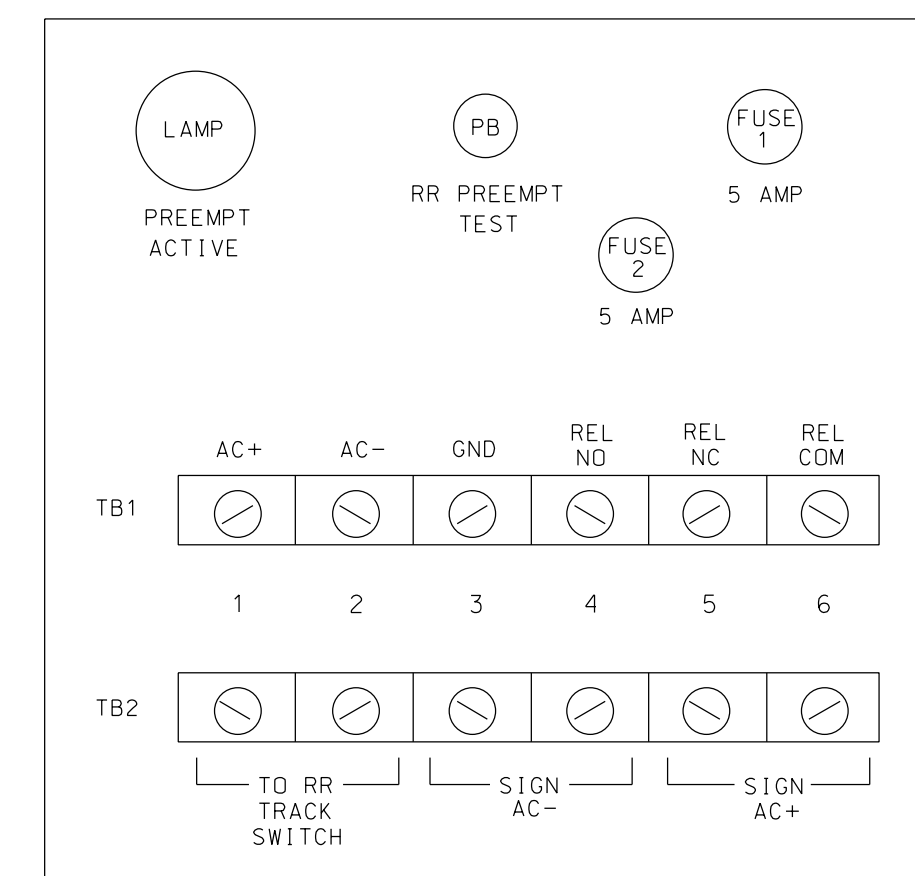 LAMP
PREEMPT
ACTIVE
PB
RR PREEMPT
TEST
FUSE
1
5 AMP
FUSE
2
5 AMP
AC+ AC- GND REL NO REL NC REL COM
TB1
1 2 3 4 5 6
TB2
TO RR
TRACK
SWITCH
SIGN
AC-
SIGN
AC+